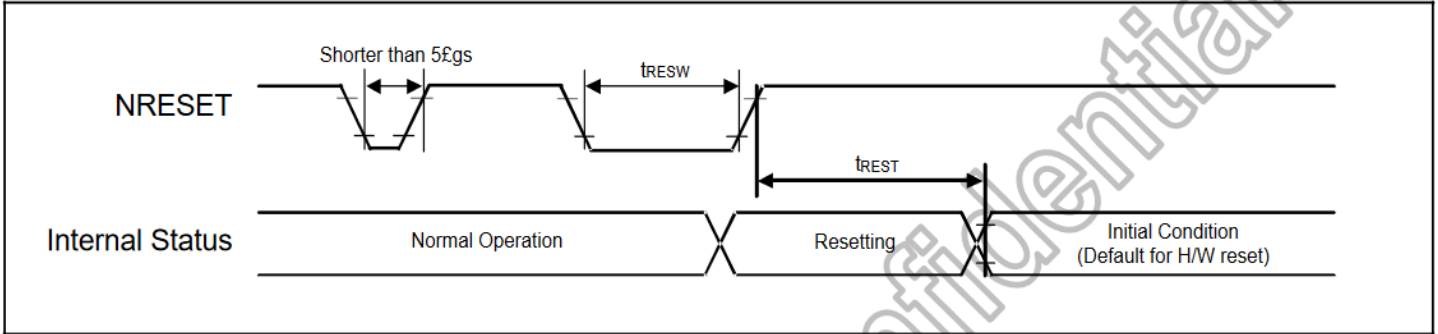 Shorter than 5£gs
tRESW
NRESET
tREST
Internal Status
Normal Operation
Resetting
Initial Condition
(Default for H/W reset)